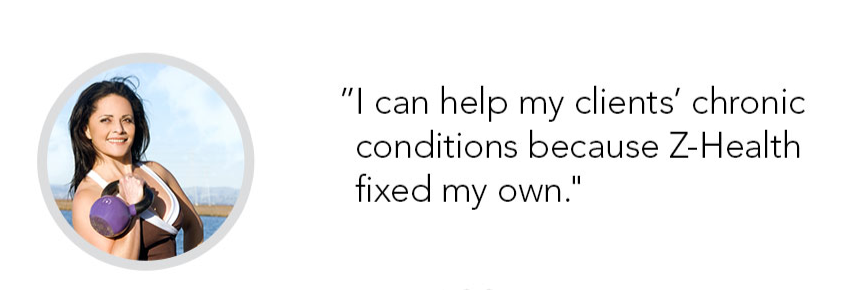 ”I can help my clients’ chronic
conditions because Z-Health
fixed my own."